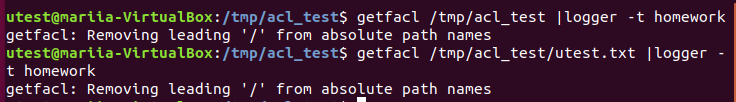 utest@mariia-VirtualBox:/tmp/acl_test$ getfacl /tmp/acl_test |logger -t homework
getfacl: Removing leading '/' from absolute path names
utest@mariia-VirtualBox:/tmp/acl_test$ getfacl /tmp/acl_test/utest.txt |logger -
t homework
getfacl: Removing leading '/' from absolute path names